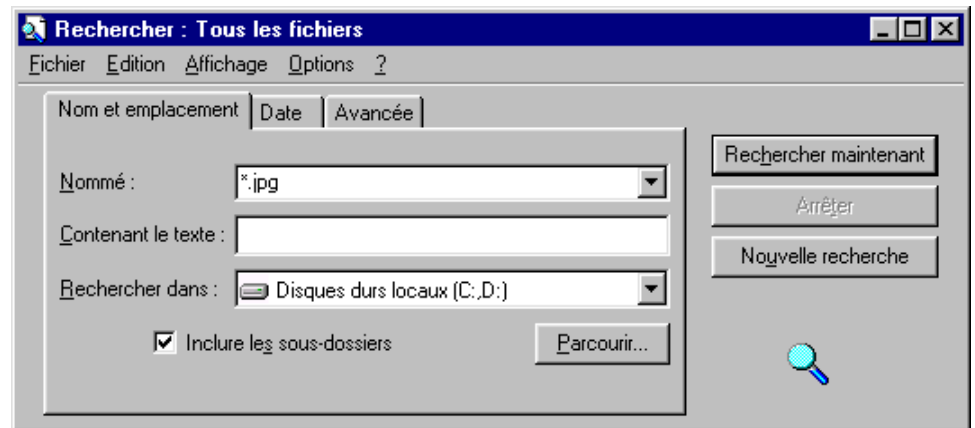 Rechercher : Tous les fichiers
Fichier Edition Affichage Options ?
Nom et emplacement Date Avancée
Nommé : *.jpg
Contenant le texte :
Rechercher dans : Disques durs locaux (C:,D:)
Inclure les sous-dossiers Parcourir...
Rechercher maintenant
Arrêter
Nouvelle recherche